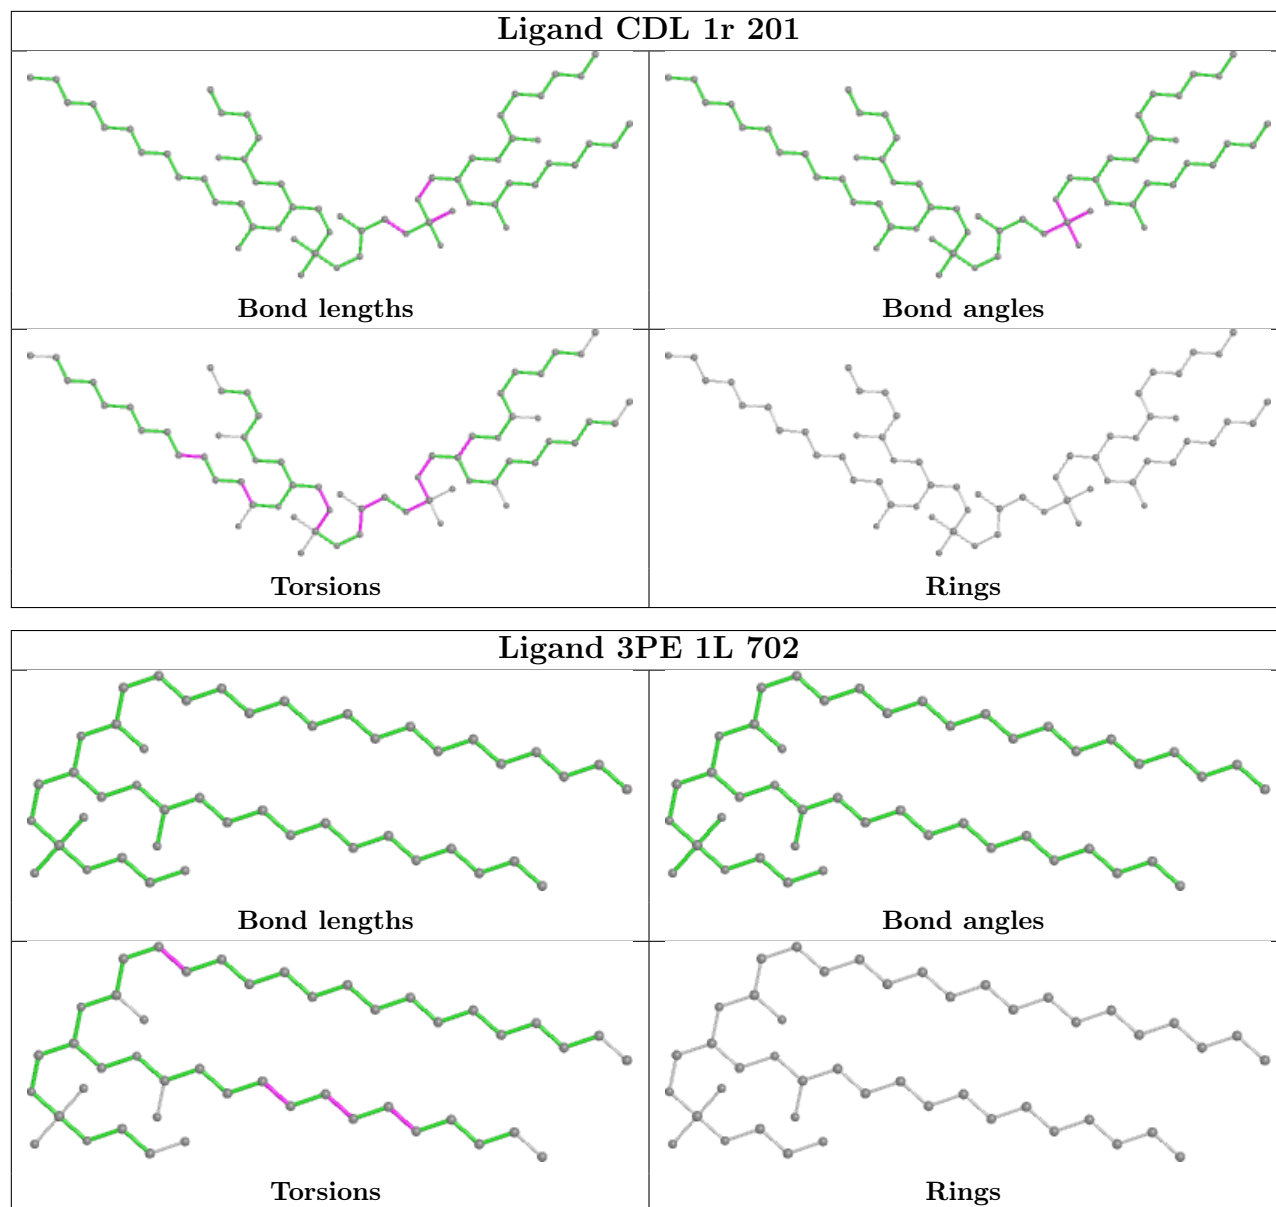 Ligand CDL 1r 201
Bond lengths
Bond angles
Torsions
Rings
Ligand 3PE 1L 702
Bond lengths
Bond angles
Torsions
Rings